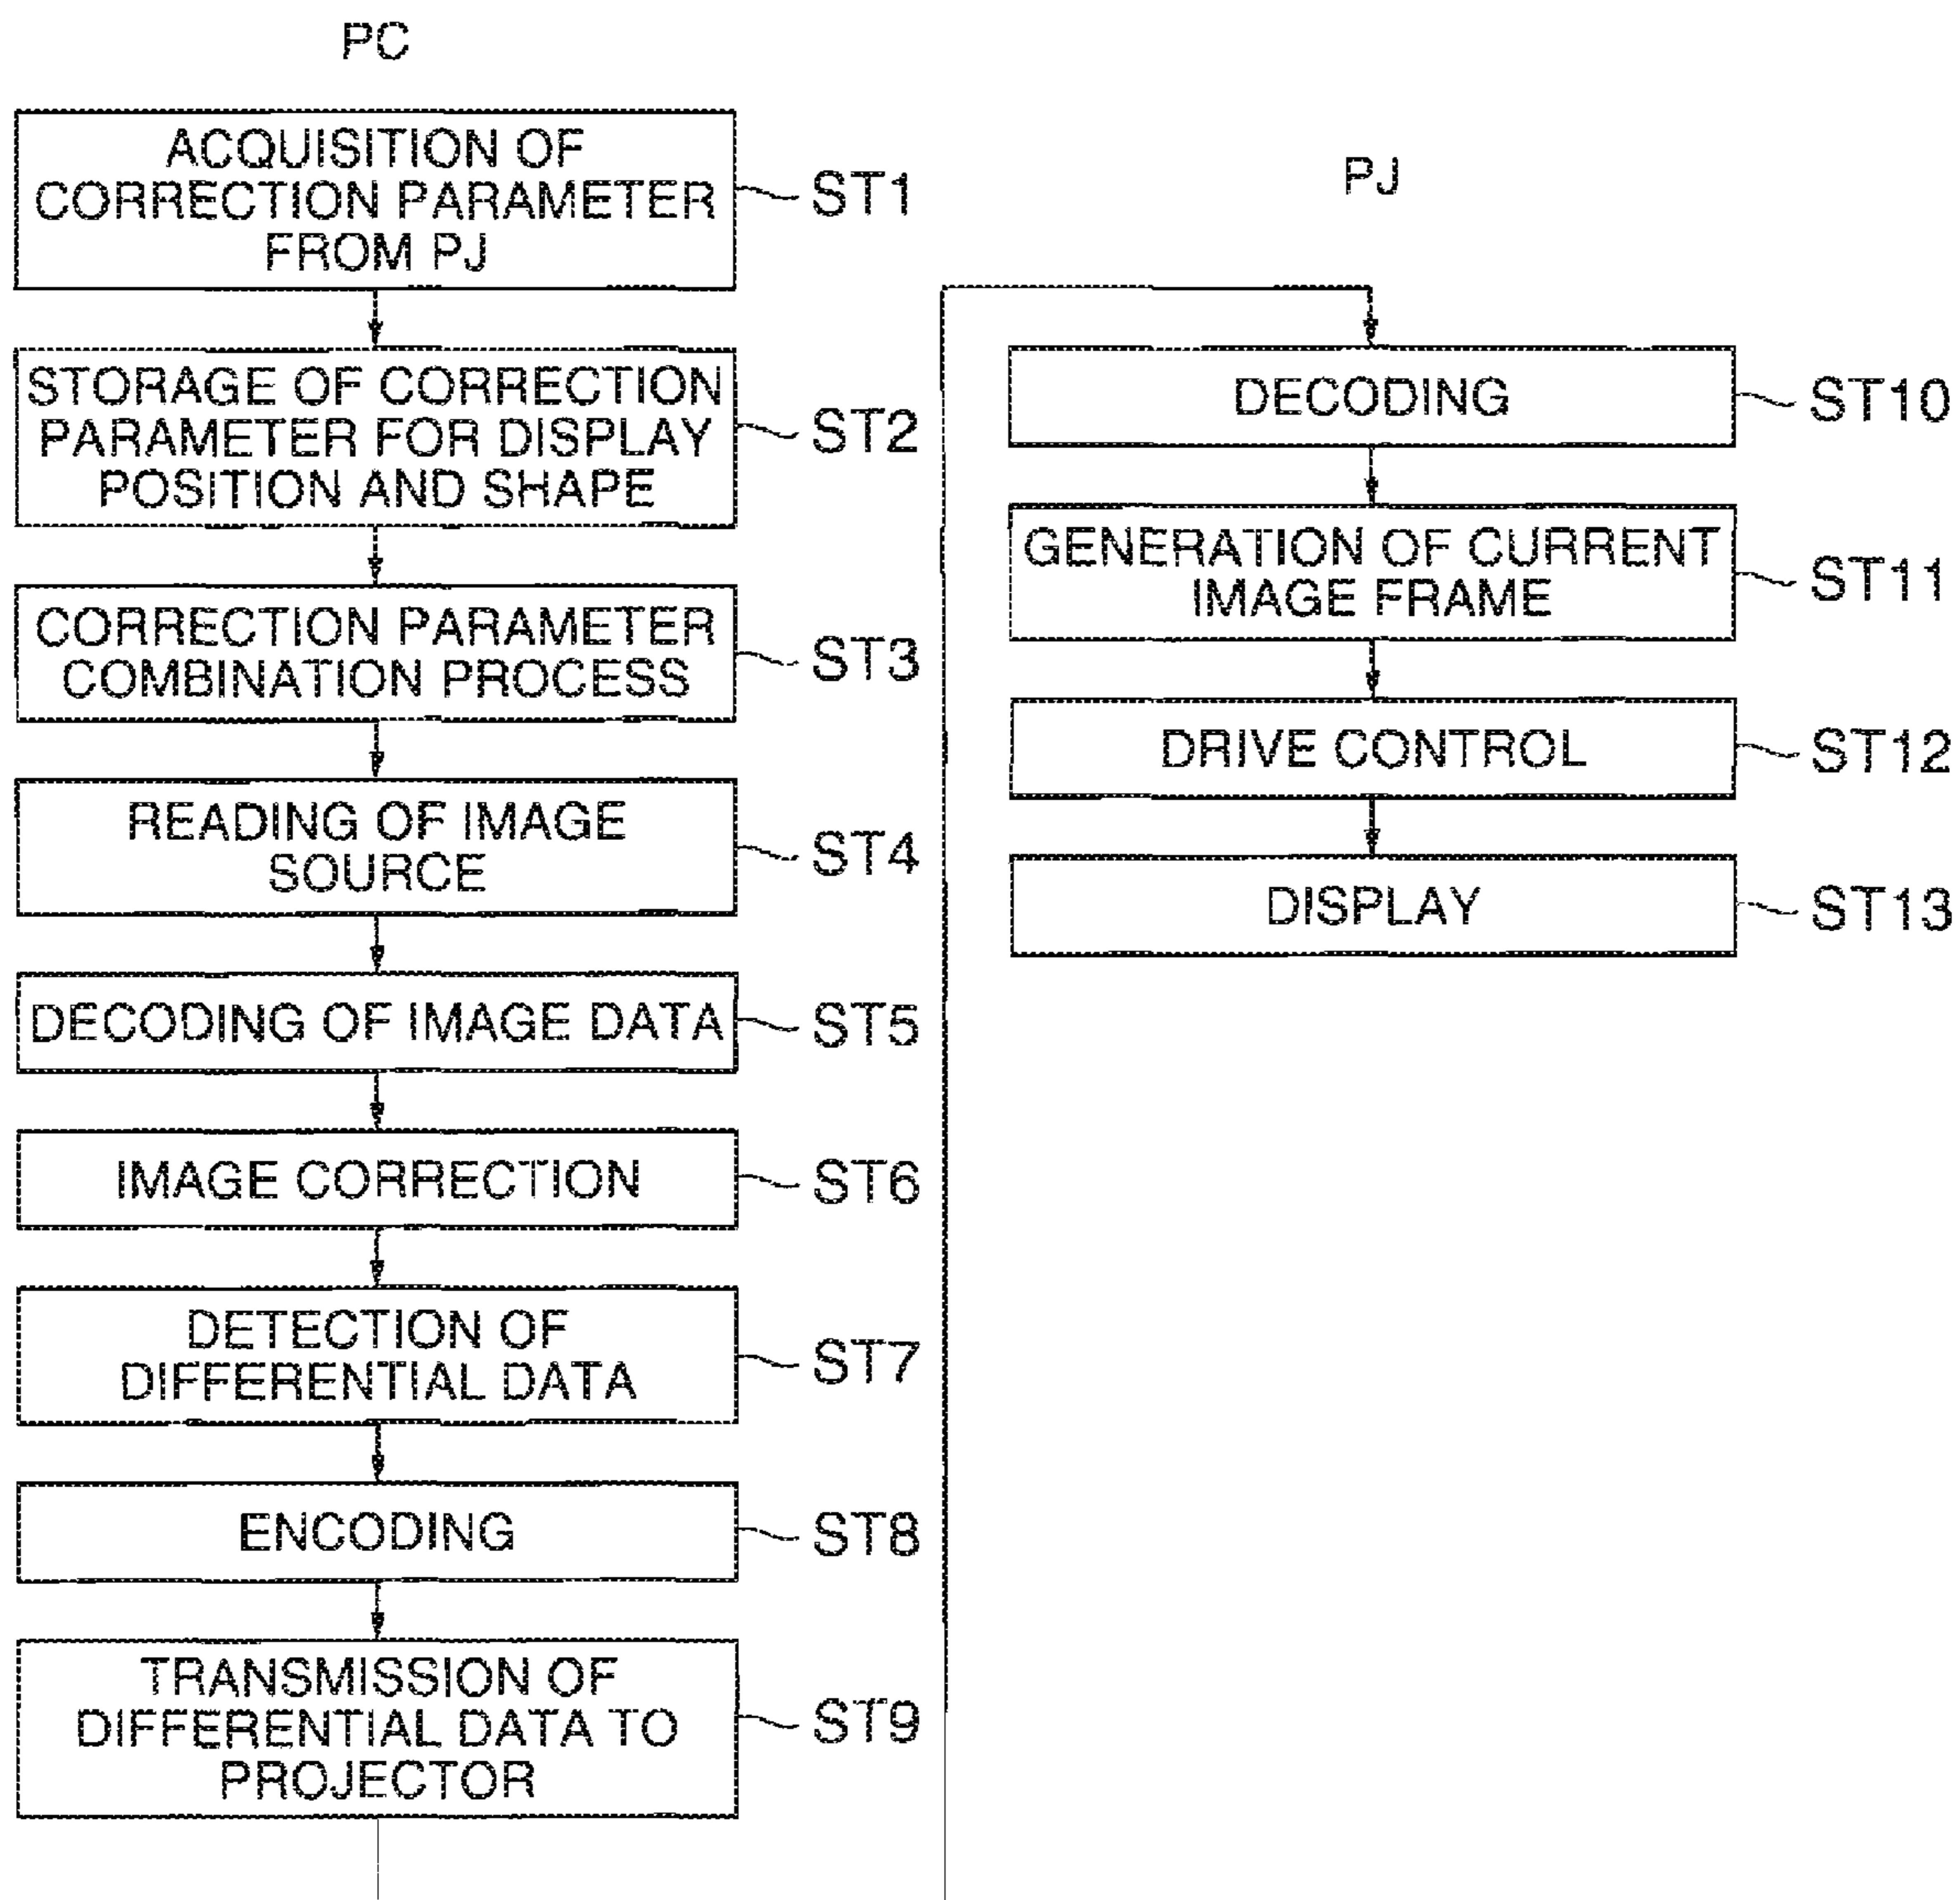 PC
ACQUISITION OF
CORRECTION PARAMETER
FROM PJ
ST1
STORAGE OF CORRECTION
PARAMETER FOR DISPLAY
POSITION AND SHAPE
ST2
CORRECTION PARAMETER
COMBINATION PROCESS
ST3
READING OF IMAGE
SOURCE
ST4
DECODING OF IMAGE DATA
ST5
IMAGE CORRECTION
ST6
DETECTION OF
DIFFERENTIAL DATA
ST7
ENCODING
ST8
TRANSMISSION OF
DIFFERENTIAL DATA TO
PROJECTOR
ST9
PJ
DECODING
ST10
GENERATION OF CURRENT
IMAGE FRAME
ST11
DRIVE CONTROL
ST12
DISPLAY
ST13